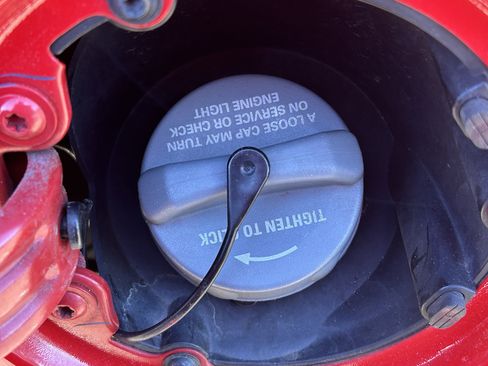 A LOOSE CAP MAY TURN
ON SERVICE OR CHECK
ENGINE LIGHT
TIGHTEN TO CLICK